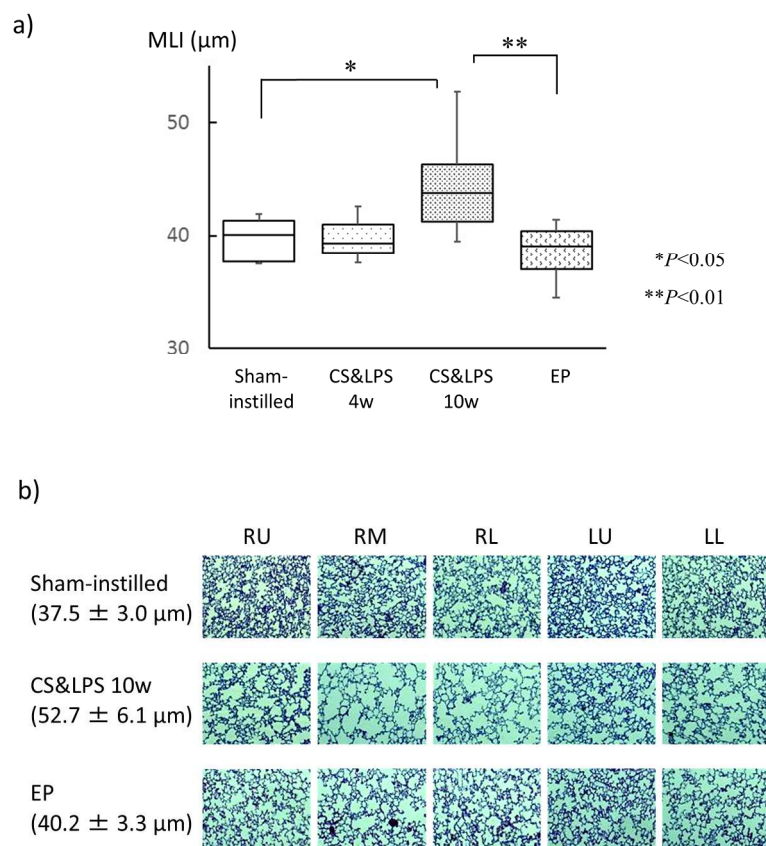 a)
MLI (μm)
*
**
50
40
30
*P<0.05
**P<0.01
Sham-
instilled
CS&LPS
4w
CS&LPS
10w
EP
b)
RU RM RL LU LL
Sham-instilled
(37.5 ± 3.0 μm)
CS&LPS 10w
(52.7 ± 6.1 μm)
EP
(40.2 ± 3.3 μm)